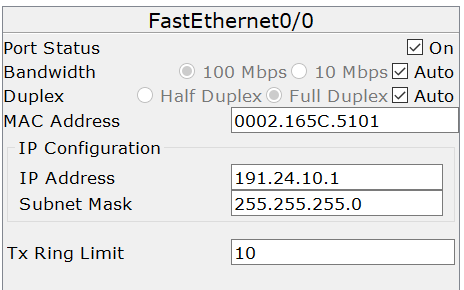 FastEthernet0/0
Port Status On
Bandwidth 100 Mbps 10 Mbps Auto
Duplex Half Duplex Full Duplex Auto
MAC Address 0002.165C.5101
IP Configuration
IP Address 191.24.10.1
Subnet Mask 255.255.255.0
Tx Ring Limit 10